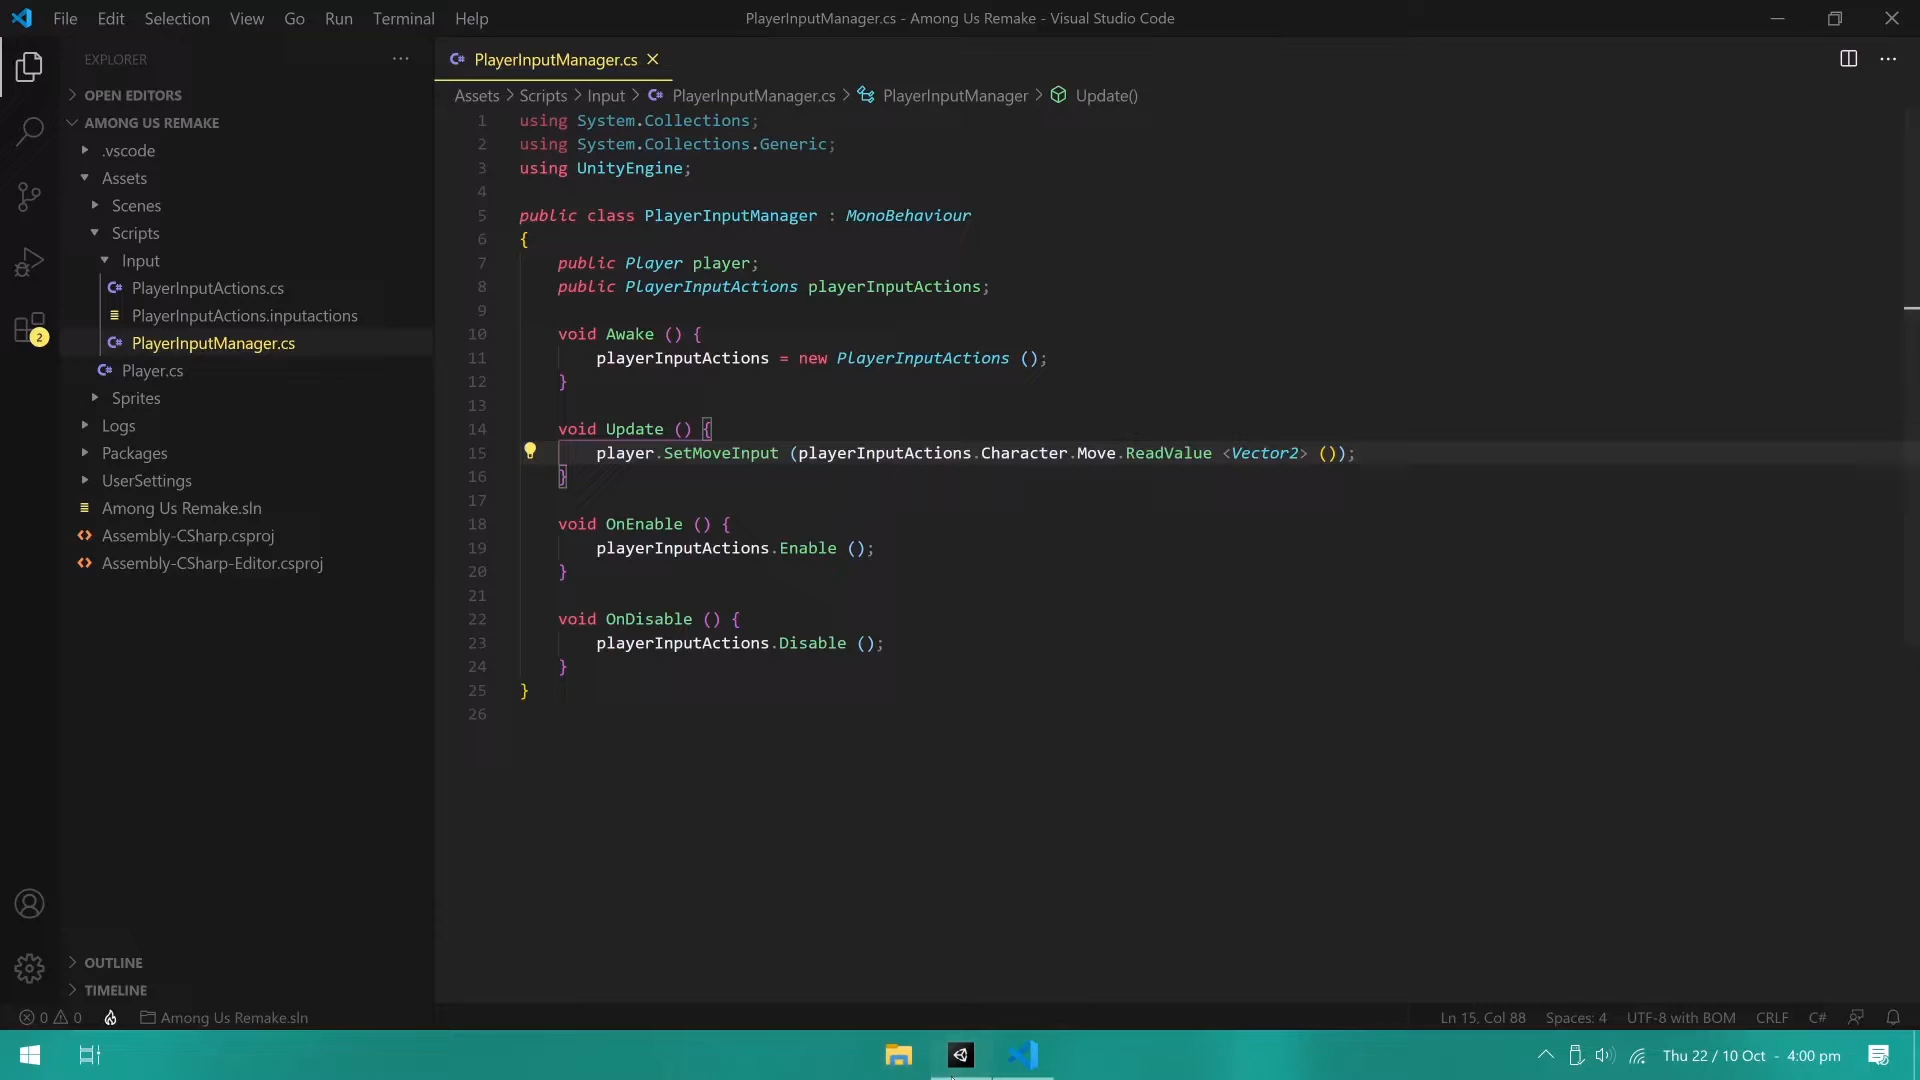 File Edit Selection View Go Run Terminal Help
PlayerInputManager.cs - Among Us Remake - Visual Studio Code
EXPLORER
OPEN EDITORS
AMONG US REMAKE
.vscode
Assets
Scenes
Scripts
Input
PlayerInputActions.cs
PlayerInputActions.inputactions
PlayerInputManager.cs
Player.cs
Sprites
Logs
Packages
UserSettings
Among Us Remake.sln
Assembly-CSharp.csproj
Assembly-CSharp-Editor.csproj
OUTLINE
TIMELINE
2
PlayerInputManager.cs
Assets > Scripts > Input > PlayerInputManager.cs > PlayerInputManager > Update()
1 using System.Collections;
2 using System.Collections.Generic;
3 using UnityEngine;
4
5 public class PlayerInputManager : MonoBehaviour
6 {
7 public Player player;
8 public PlayerInputActions playerInputActions;
9
10 void Awake () {
11 playerInputActions = new PlayerInputActions ();
12 }
13
14 void Update () {
15 player.SetMoveInput (playerInputActions.Character.Move.ReadValue <Vector2> ());
16 }
17
18 void OnEnable () {
19 playerInputActions.Enable ();
20 }
21
22 void OnDisable () {
23 playerInputActions.Disable ();
24 }
25 }
26
0 0 Among Us Remake.sln
Ln 15, Col 88 Spaces: 4 UTF-8 with BOM CRLF C#
Thu 22 / 10 Oct - 4:00 pm